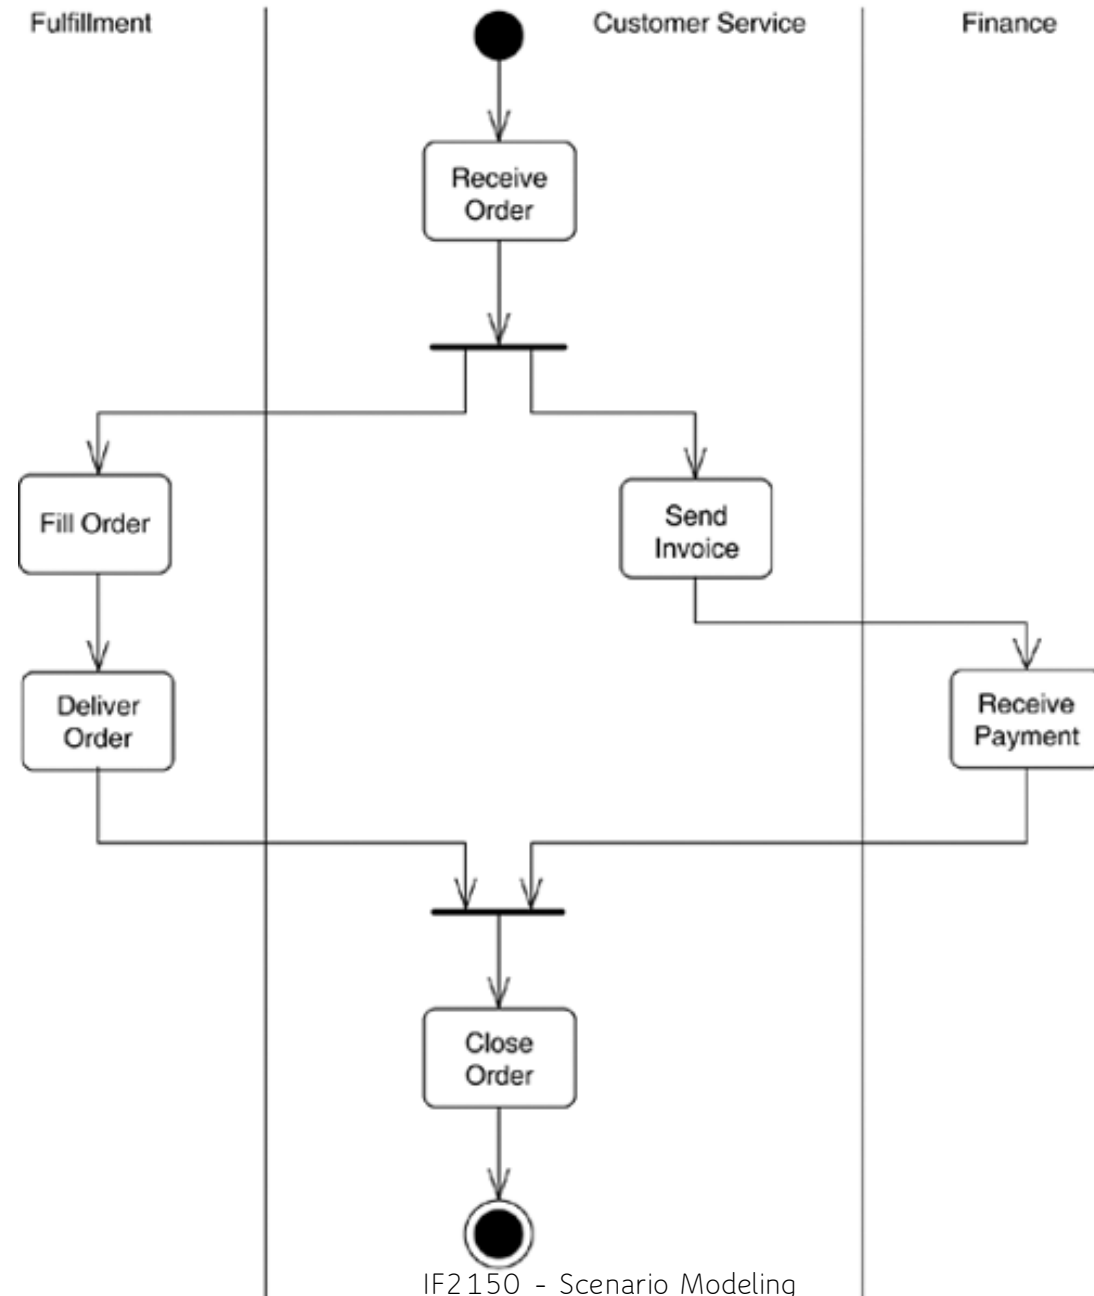 Fulfillment
Customer Service
Finance
Receive
Order
Fill Order
Send
Invoice
Deliver
Order
Receive
Payment
Close
Order
IF2150 - Scenario Modeling